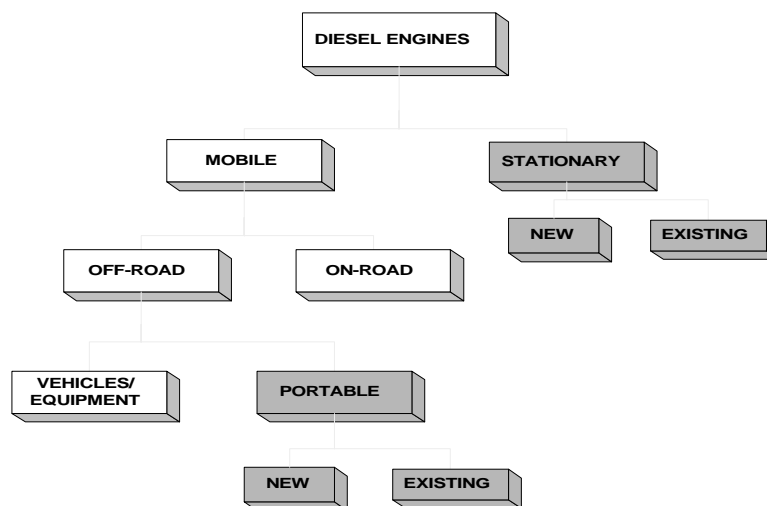 DIESEL ENGINES
MOBILE
STATIONARY
NEW
EXISTING
OFF-ROAD
ON-ROAD
VEHICLES/
EQUIPMENT
PORTABLE
NEW
EXISTING